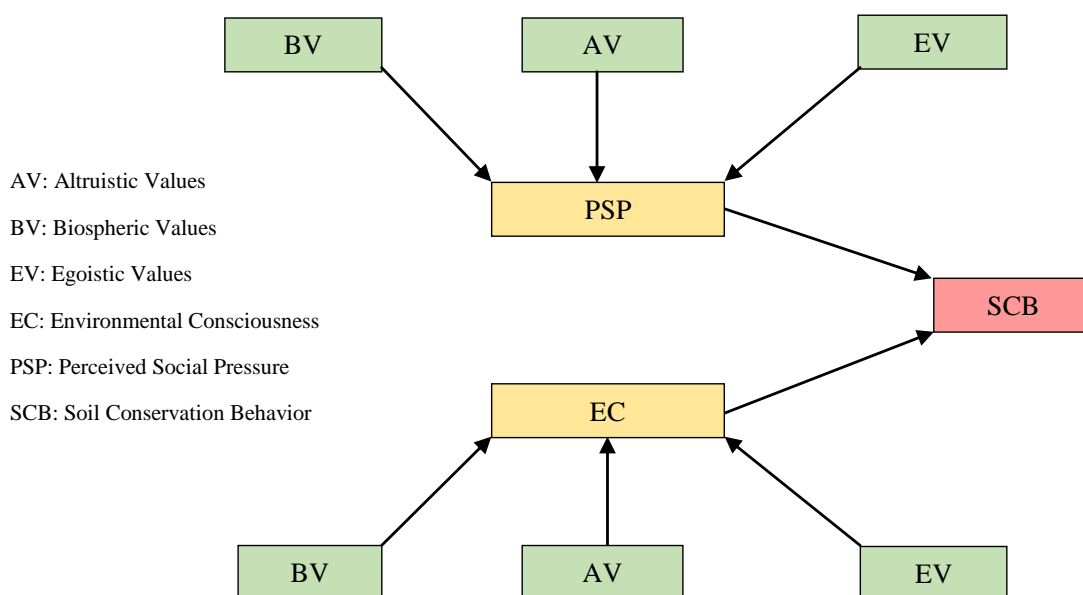 BV
AV
EV
AV: Altruistic Values
BV: Biospheric Values
EV: Egoistic Values
EC: Environmental Consciousness
PSP: Perceived Social Pressure
SCB: Soil Conservation Behavior
PSP
SCB
EC
BV
AV
EV